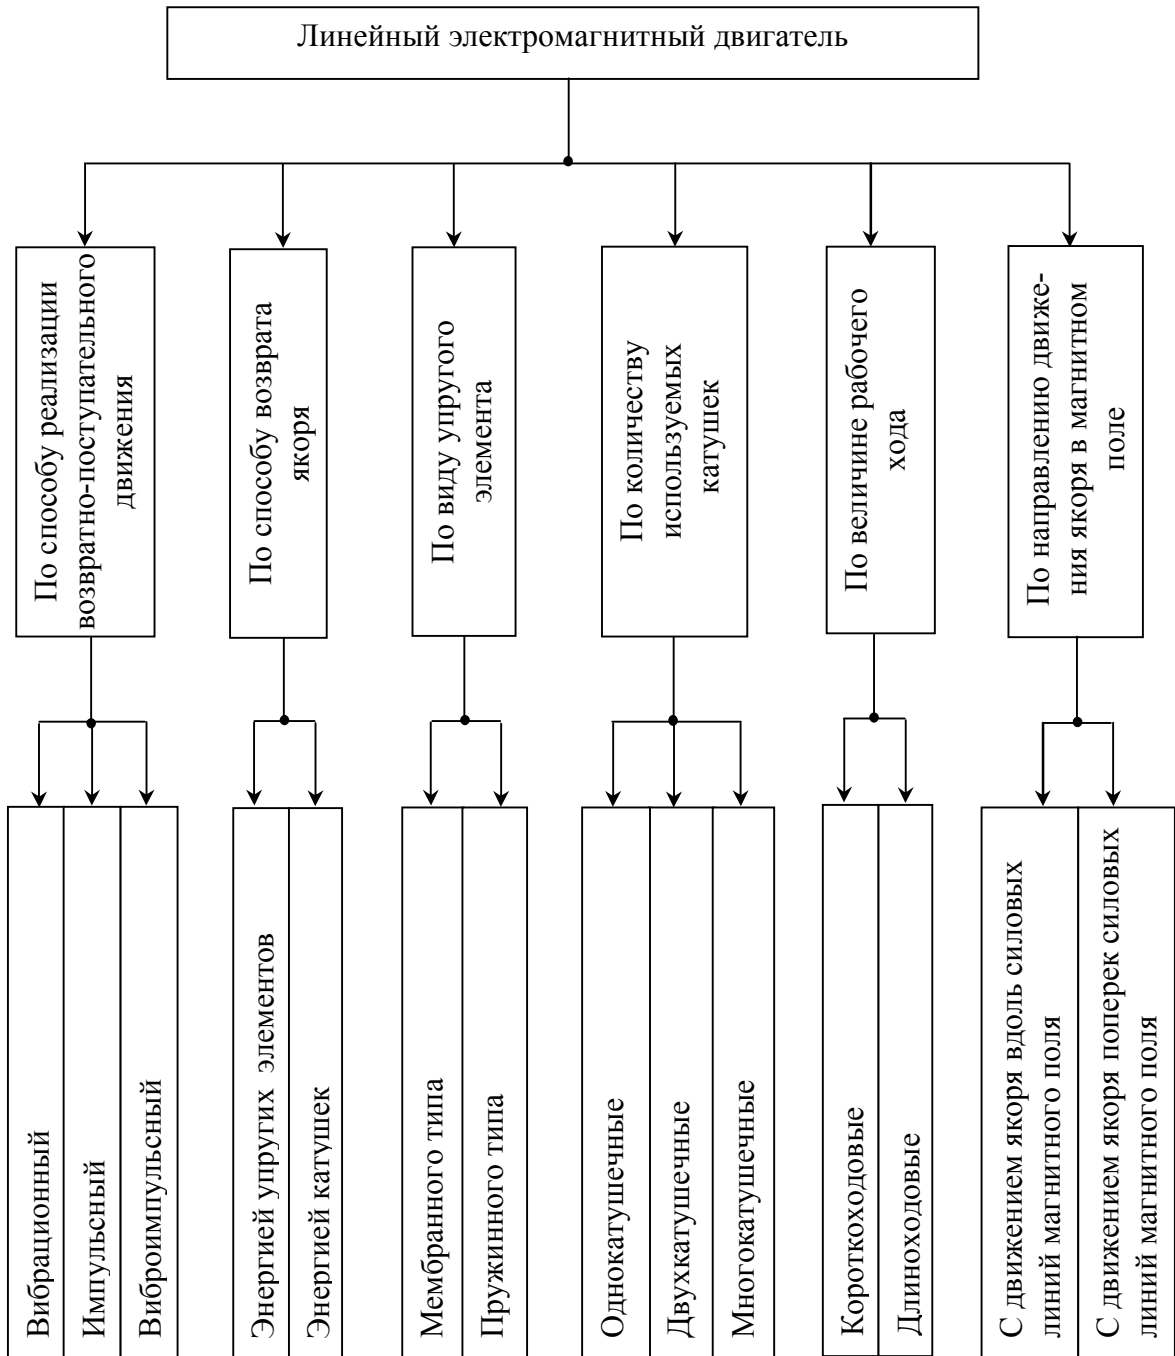 Линейный электромагнитный двигатель
По способу реализации
возвратно-поступательного
движения
По способу возврата
якоря
По виду упругого
элемента
По количеству
используемых
катушек
По величине рабочего
хода
По направлению движе-
ния якоря в магнитном
поле
Вибрационный
Импульсный
Виброимпульсный
Энергией упругих элементов
Энергией катушек
Мембранного типа
Пружинного типа
Однокатушечные
Двухкатушечные
Многокатушечные
Короткоходовые
Длиноходовые
С движением якоря вдоль силовых
линий магнитного поля
С движением якоря поперек силовых
линий магнитного поля